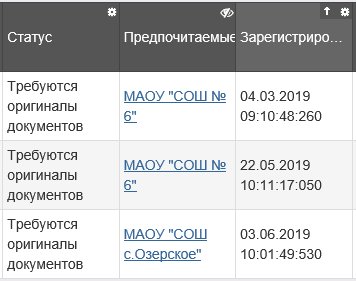 Статус
Предпочитаемые
Зарегистриро...
Требуются
оригиналы
документов
МАОУ "СОШ №
6"
04.03.2019
09:10:48:260
Требуются
оригиналы
документов
МАОУ "СОШ №
6"
22.05.2019
10:11:17:050
Требуются
оригиналы
документов
МАОУ "СОШ
с.Озерское"
03.06.2019
10:01:49:530